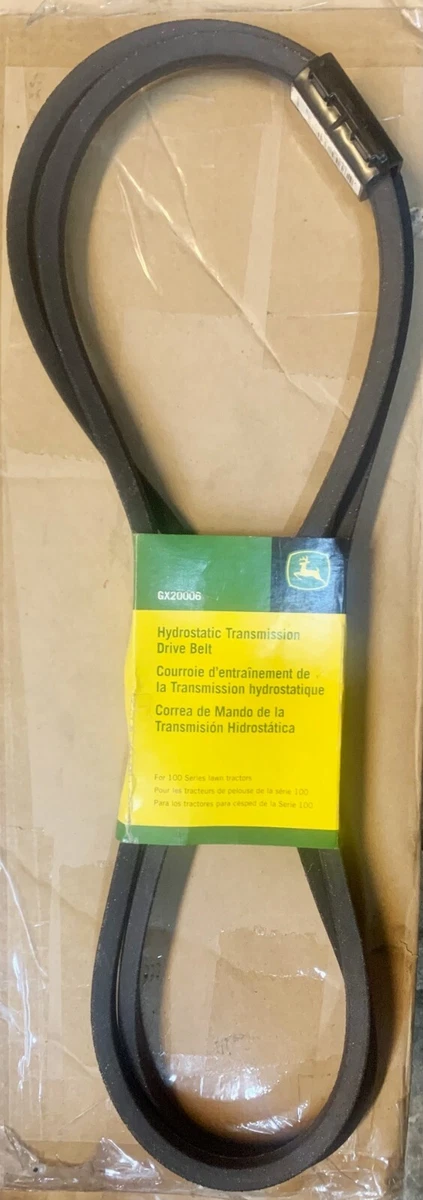 GX20006
Hydrostatic Transmission
Drive Belt
Courroie d'entraînement de
la Transmission hydrostatique
Correa de Mando de la
Transmisión Hidrostática
For 100 Series lawn tractors
Pour les tracteurs de pelouse de la série 100
Para los tractores para césped de la Serie 100